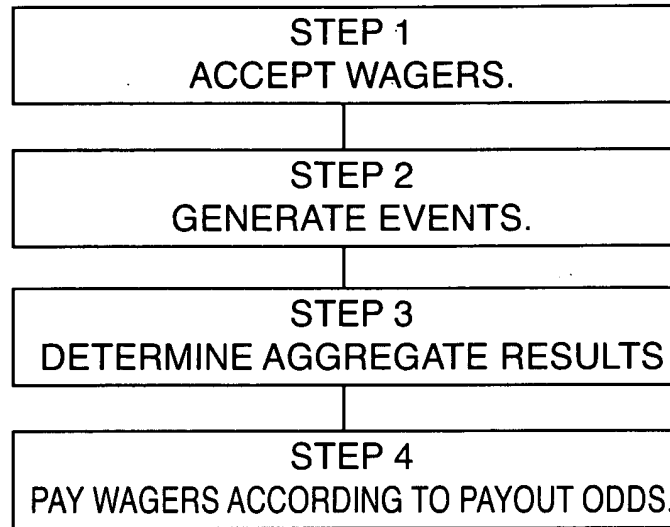 STEP 1
ACCEPT WAGERS.
STEP 2
GENERATE EVENTS.
STEP 3
DETERMINE AGGREGATE RESULTS
STEP 4
PAY WAGERS ACCORDING TO PAYOUT ODDS.